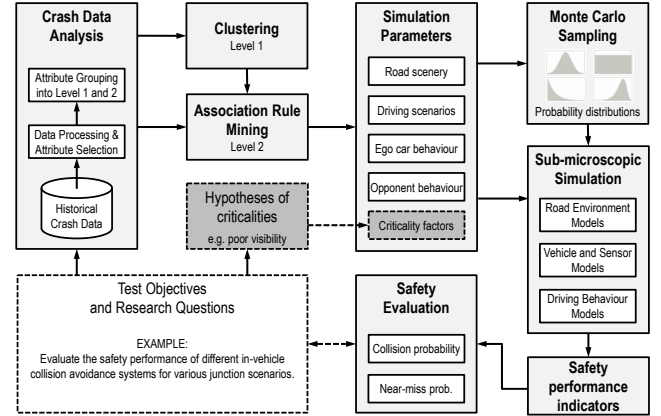 Crash Data
Analysis
Attribute Grouping
into Level 1 and 2
Data Processing &
Attribute Selection
Historical
Crash Data
Clustering
Level 1
Association Rule
Mining
Level 2
Hypotheses of
criticalities
e.g. poor visibility
Simulation
Parameters
Road scenery
Driving scenarios
Ego car behaviour
Opponent behaviour
Criticality factors
Monte Carlo
Sampling
Probability distributions
Sub-microscopic
Simulation
Road Environment
Models
Vehicle and Sensor
Models
Driving Behaviour
Models
Test Objectives
and Research Questions
EXAMPLE:
Evaluate the safety performance of different in-vehicle
collision avoidance systems for various junction scenarios.
Safety
Evaluation
Collision probability
Near-miss prob.
Safety
performance
indicators